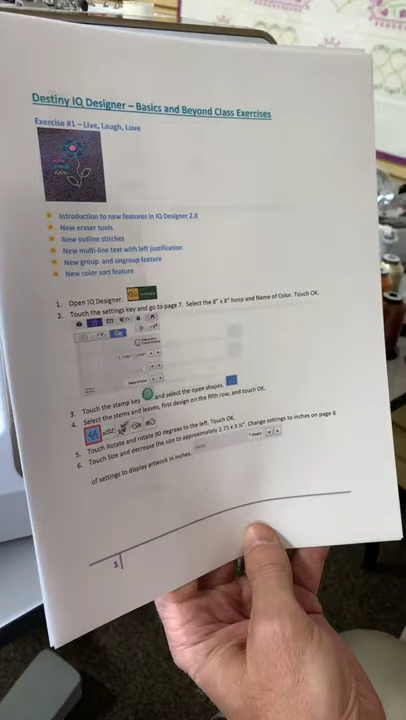 Destiny IQ Designer – Basics and Beyond Class Exercises
Exercise #1 – Live, Laugh, Love
Introduction to new features in IQ Designer 2.0
New eraser tools
New outline stitches
New multi-line text with left justification
New group and ungroup feature
New color sort feature
1. Open IQ Designer.
2. Touch the settings key and go to page 7. Select the 8" x 8" hoop and Name of Color. Touch OK.
3. Touch the stamp key and select the open shapes.
4. Select the stems and leaves, first design on the fifth row, and touch OK.
5. Touch Rotate and rotate 90 degrees to the left. Touch OK.
6. Touch Size and decrease the size to approximately 2.75 x 3 ½". Change settings to inches on page 8
of settings to display artwork in inches.